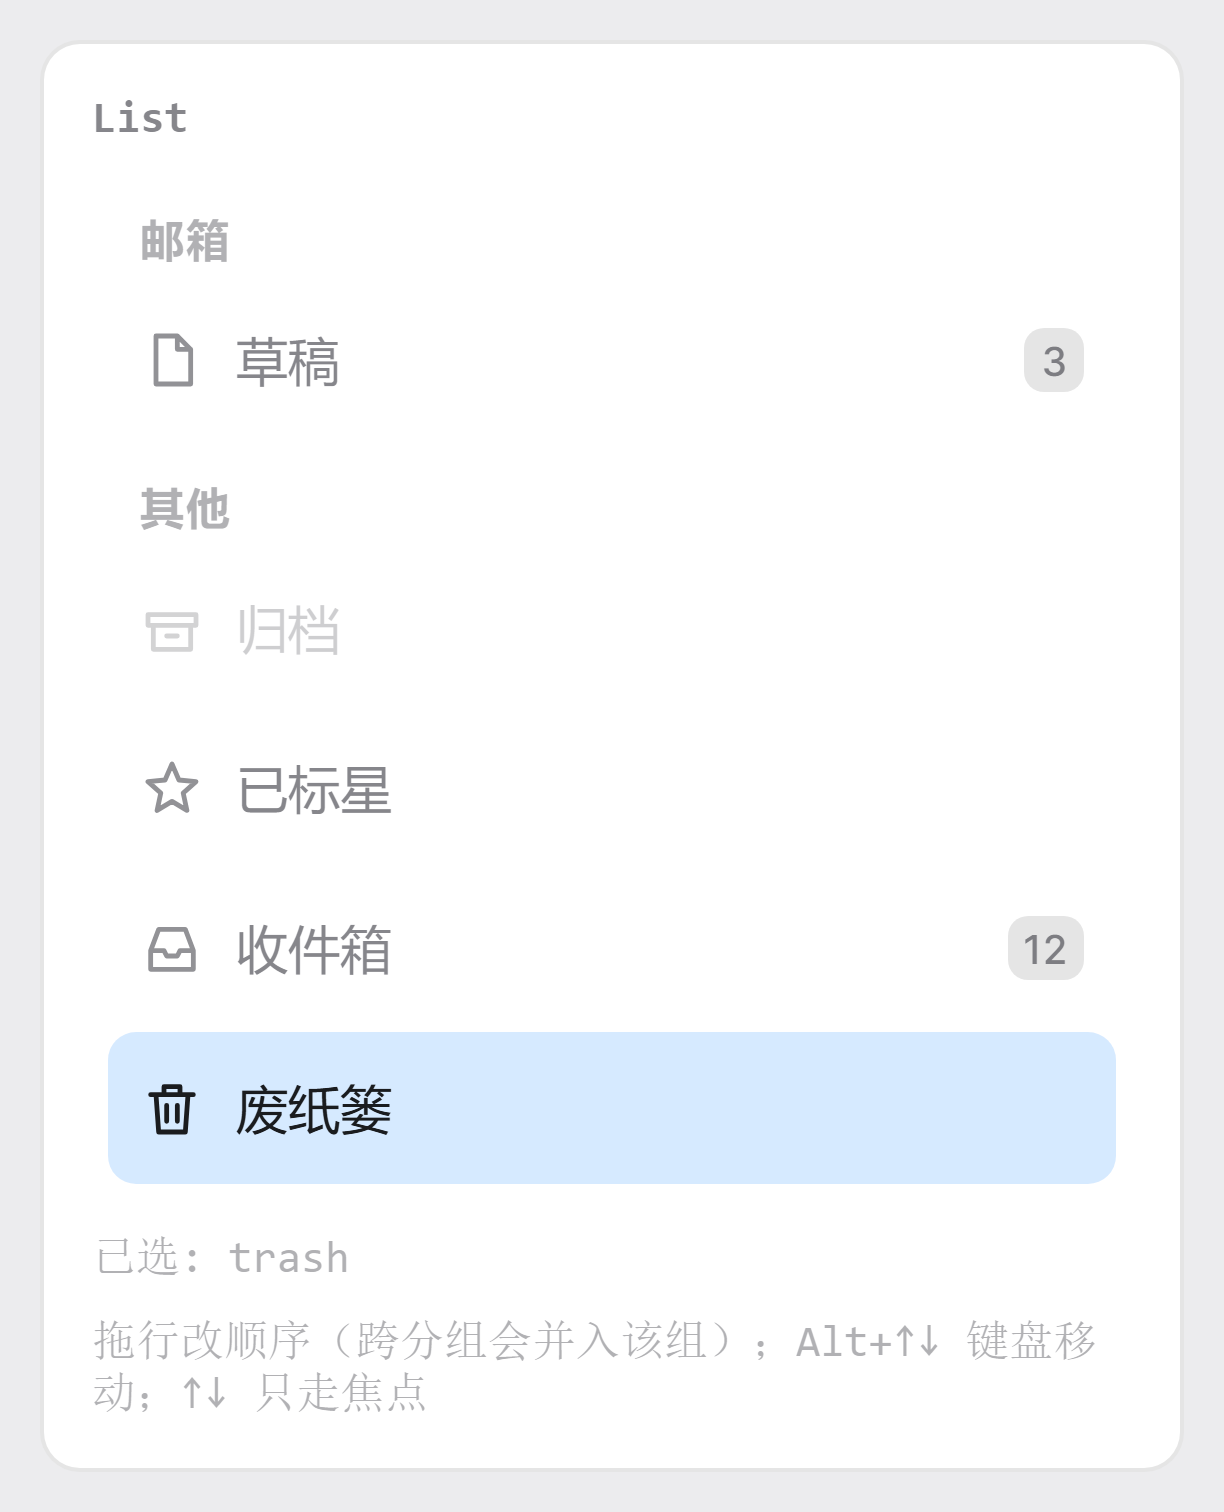 List
邮箱
草稿 3
其他
归档
已标星
收件箱 12
废纸篓
已选: trash
拖行改顺序（跨分组会并入该组）；Alt+↑↓ 键盘移
动；↑↓ 只走焦点